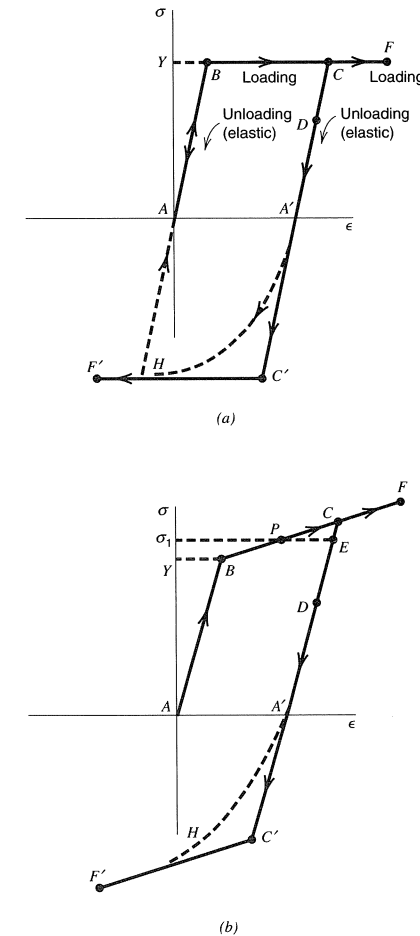 σ
Y
B
C
F
Loading
Loading
Unloading
(elastic)
D
Unloading
(elastic)
A
A′
ϵ
F′
H
C′
(a)
σ
F
C
P
σ1
E
Y
B
D
A
A′
ϵ
H
C′
F′
(b)